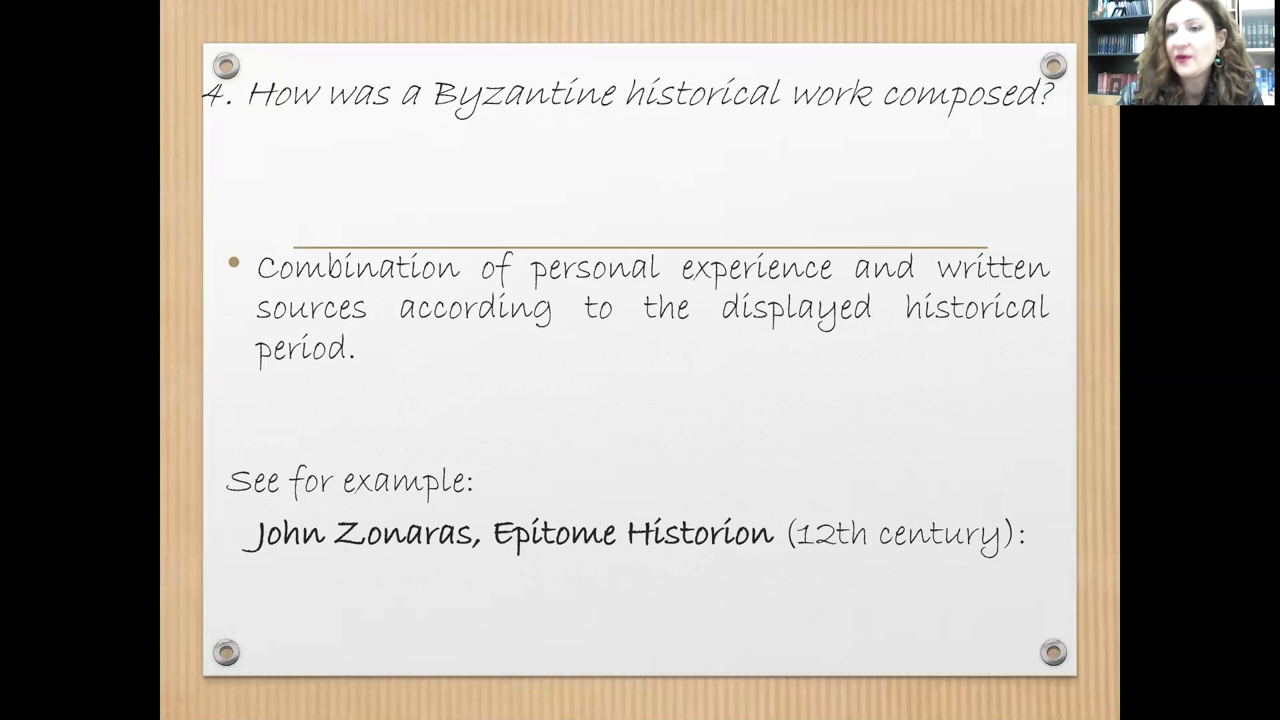 4. How was a Byzantine historical work composed?
• Combination of personal experience and written
sources according to the displayed historical
period.
See for example:
John Zonaras, Epitome Historion (12th century):